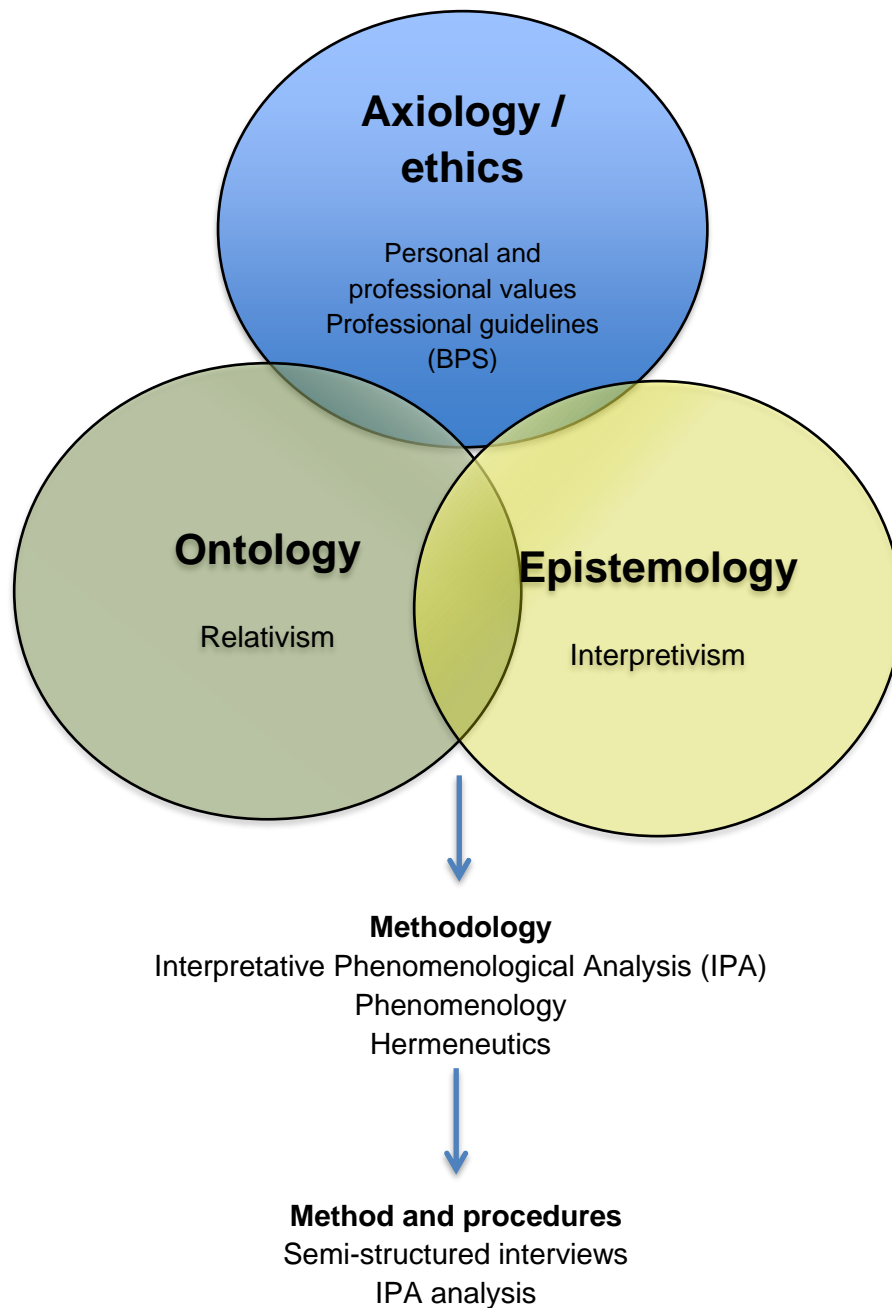 Axiology /
ethics
Personal and
professional values
Professional guidelines
(BPS)
Ontology
Relativism
Epistemology
Interpretivism
Methodology
Interpretative Phenomenological Analysis (IPA)
Phenomenology
Hermeneutics
Method and procedures
Semi-structured interviews
IPA analysis